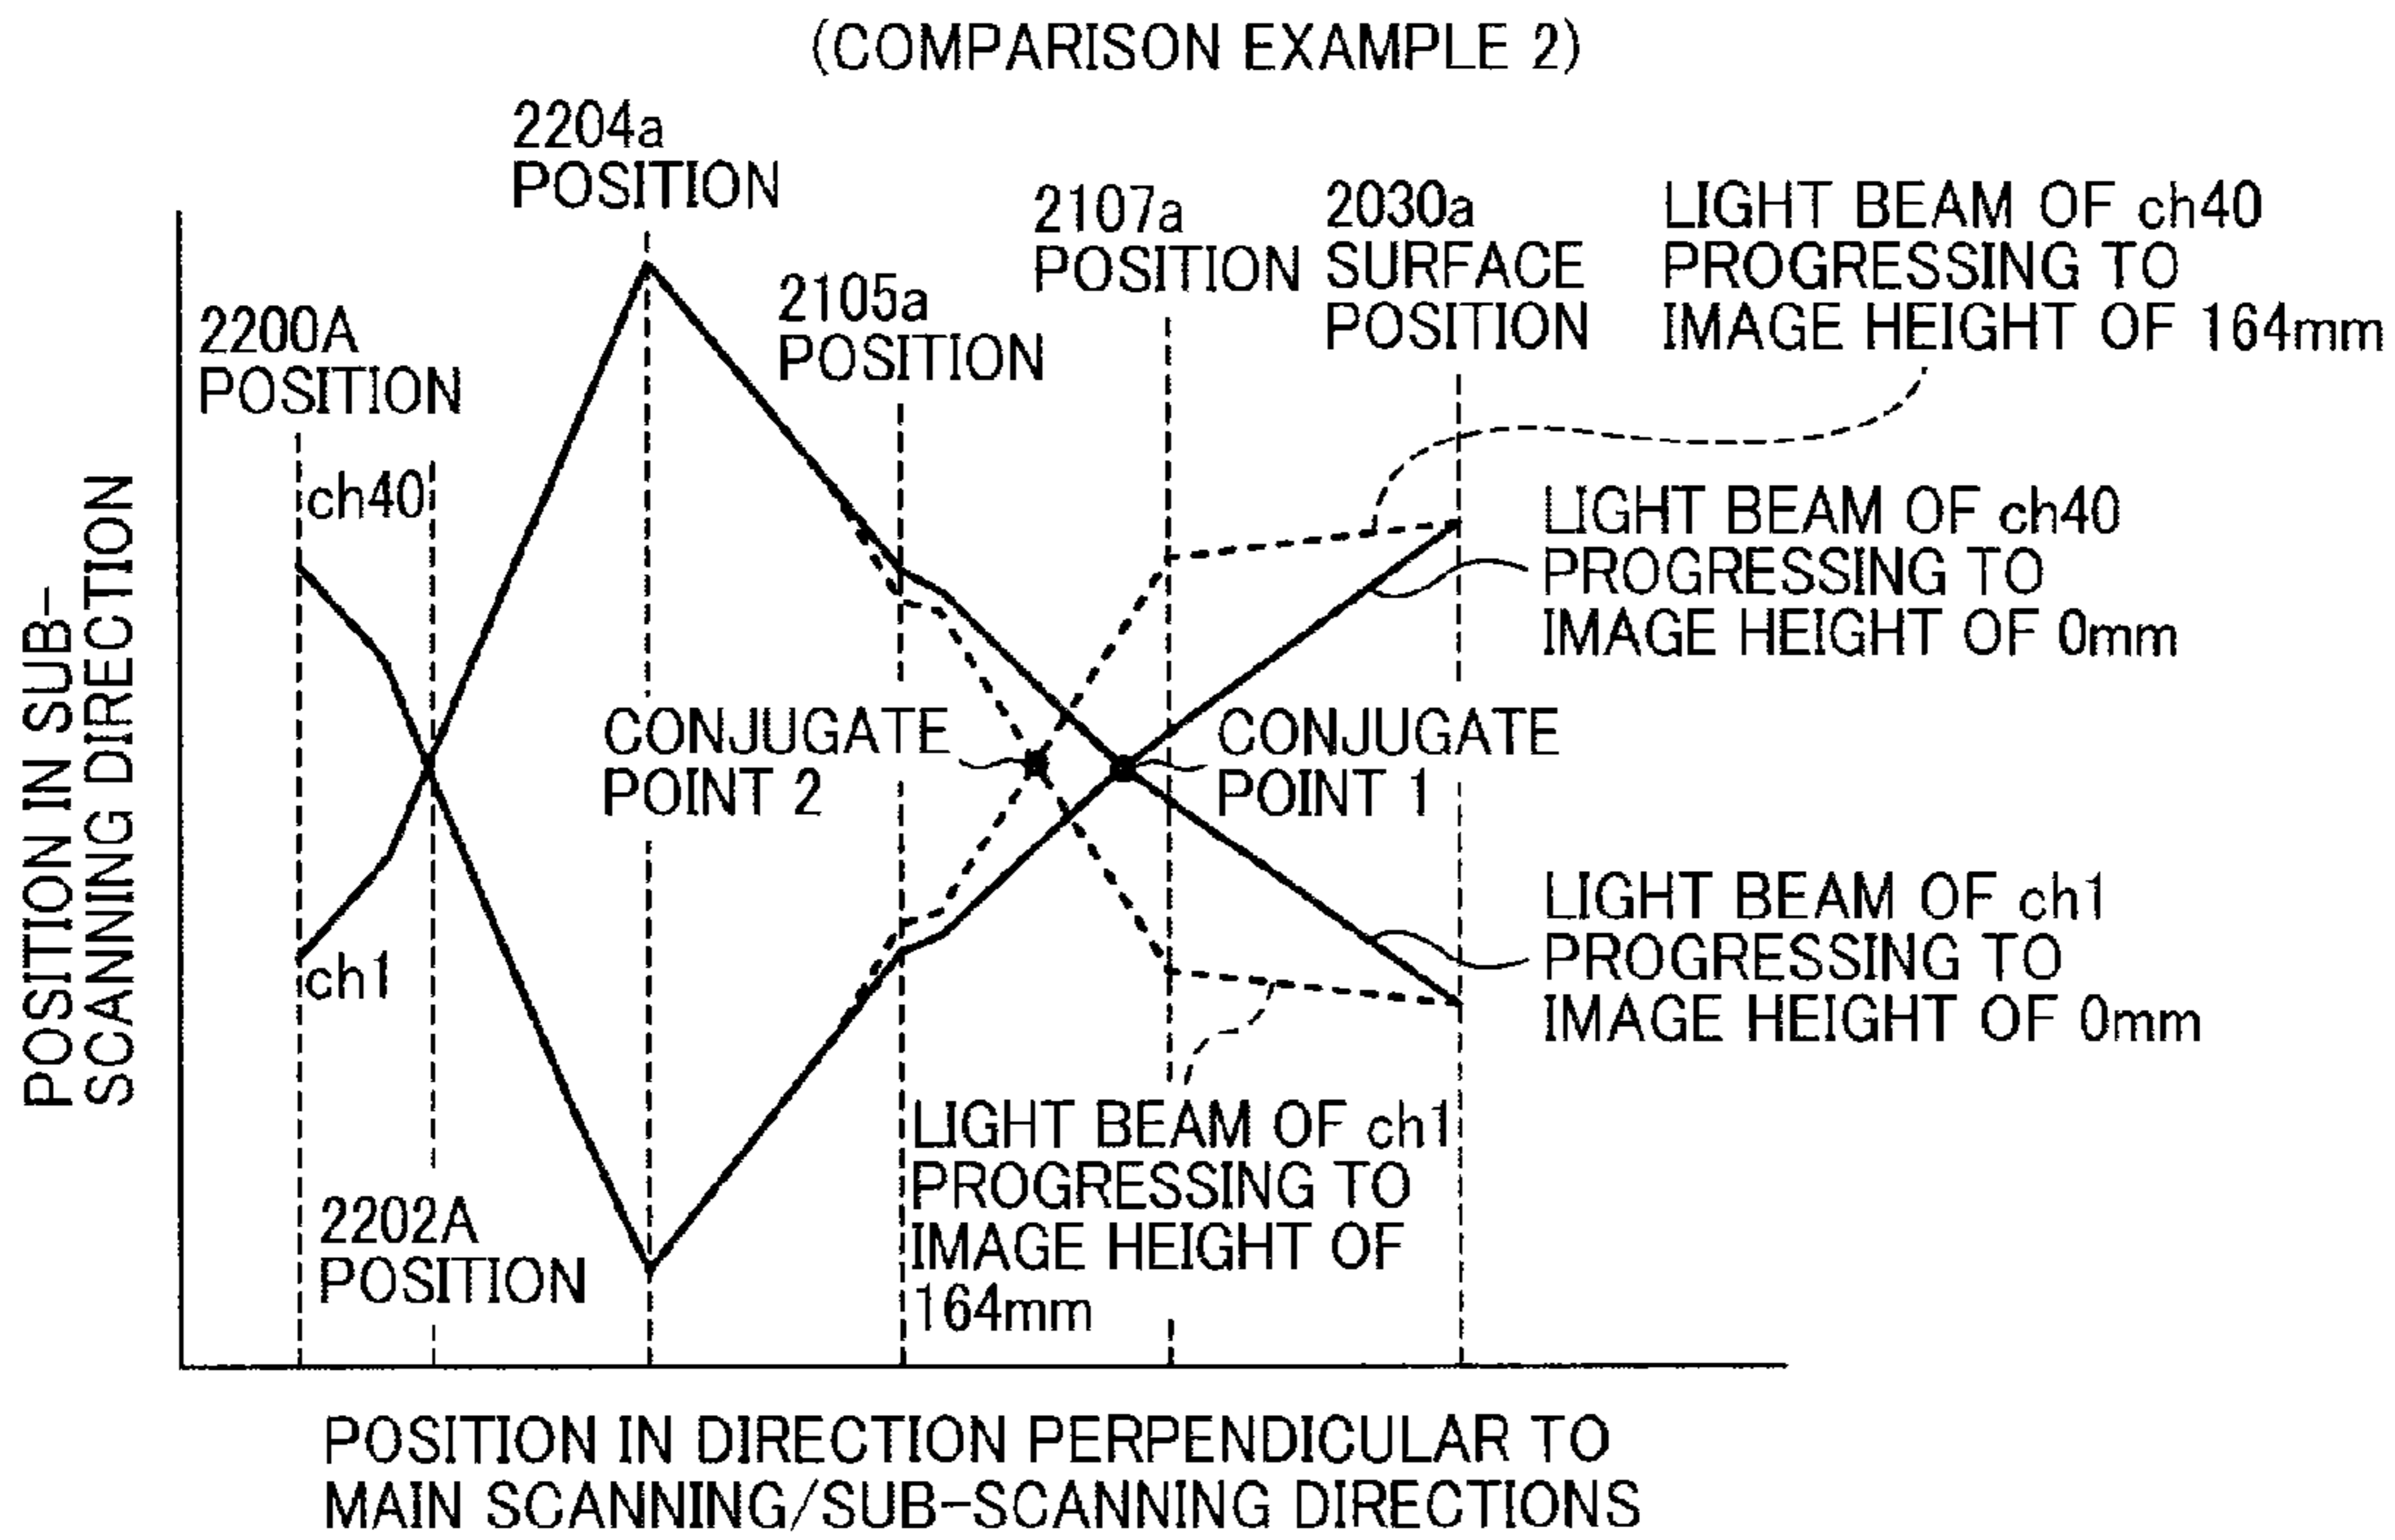 (COMPARISON EXAMPLE 2)
2204a
POSITION
2107a
POSITION
2030a
SURFACE
POSITION
LIGHT BEAM OF ch40
PROGRESSING TO
IMAGE HEIGHT OF 164mm
2105a
POSITION
2200A
POSITION
ch40
LIGHT BEAM OF ch40
PROGRESSING TO
IMAGE HEIGHT OF 0mm
POSITION IN SUB-
SCANNING DIRECTION
CONJUGATE
POINT 2
CONJUGATE
POINT 1
ch1
LIGHT BEAM OF ch1
PROGRESSING TO
IMAGE HEIGHT OF 0mm
LIGHT BEAM OF ch1
PROGRESSING TO
IMAGE HEIGHT OF
164mm
2202A
POSITION
POSITION IN DIRECTION PERPENDICULAR TO
MAIN SCANNING/SUB-SCANNING DIRECTIONS